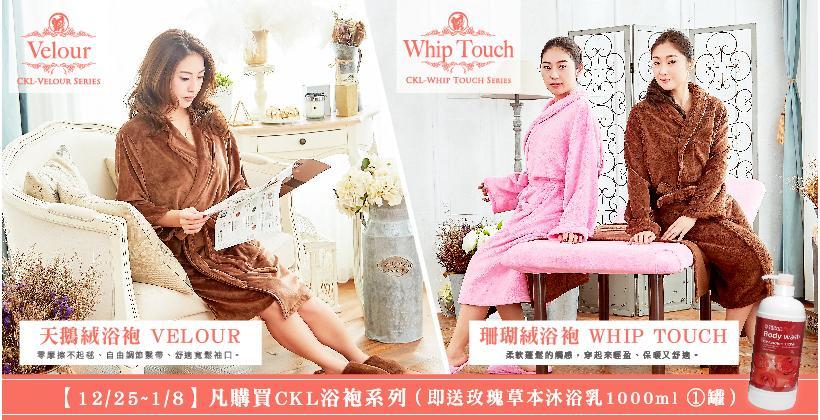 Velour
CKL-VELOUR SERIES
Whip Touch
CKL-WHIP TOUCH SERIES
天鵝絨浴袍 VELOUR
零摩擦不起毬、自由調節繫帶、舒適寬鬆袖口。
珊瑚絨浴袍 WHIP TOUCH
柔軟蓬鬆的觸感，穿起來輕盈、保暖又舒適。
Body wash
【12/25~1/8】凡購買CKL浴袍系列（即送玫瑰草本沐浴乳1000ml ①罐）